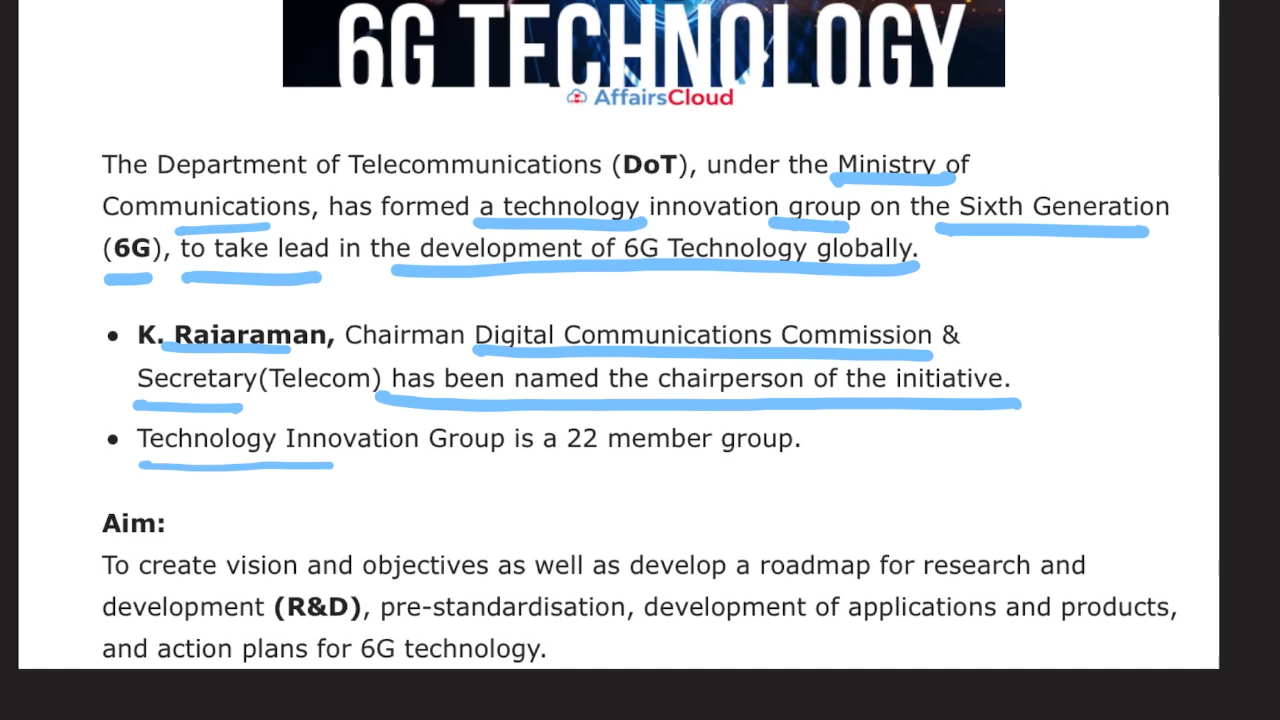 6G TECHNOLOGY
AffairsCloud
The Department of Telecommunications (DoT), under the Ministry of
Communications, has formed a technology innovation group on the Sixth Generation
(6G), to take lead in the development of 6G Technology globally.
• K. Rajaraman, Chairman Digital Communications Commission &
Secretary(Telecom) has been named the chairperson of the initiative.
• Technology Innovation Group is a 22 member group.
Aim:
To create vision and objectives as well as develop a roadmap for research and
development (R&D), pre-standardisation, development of applications and products,
and action plans for 6G technology.